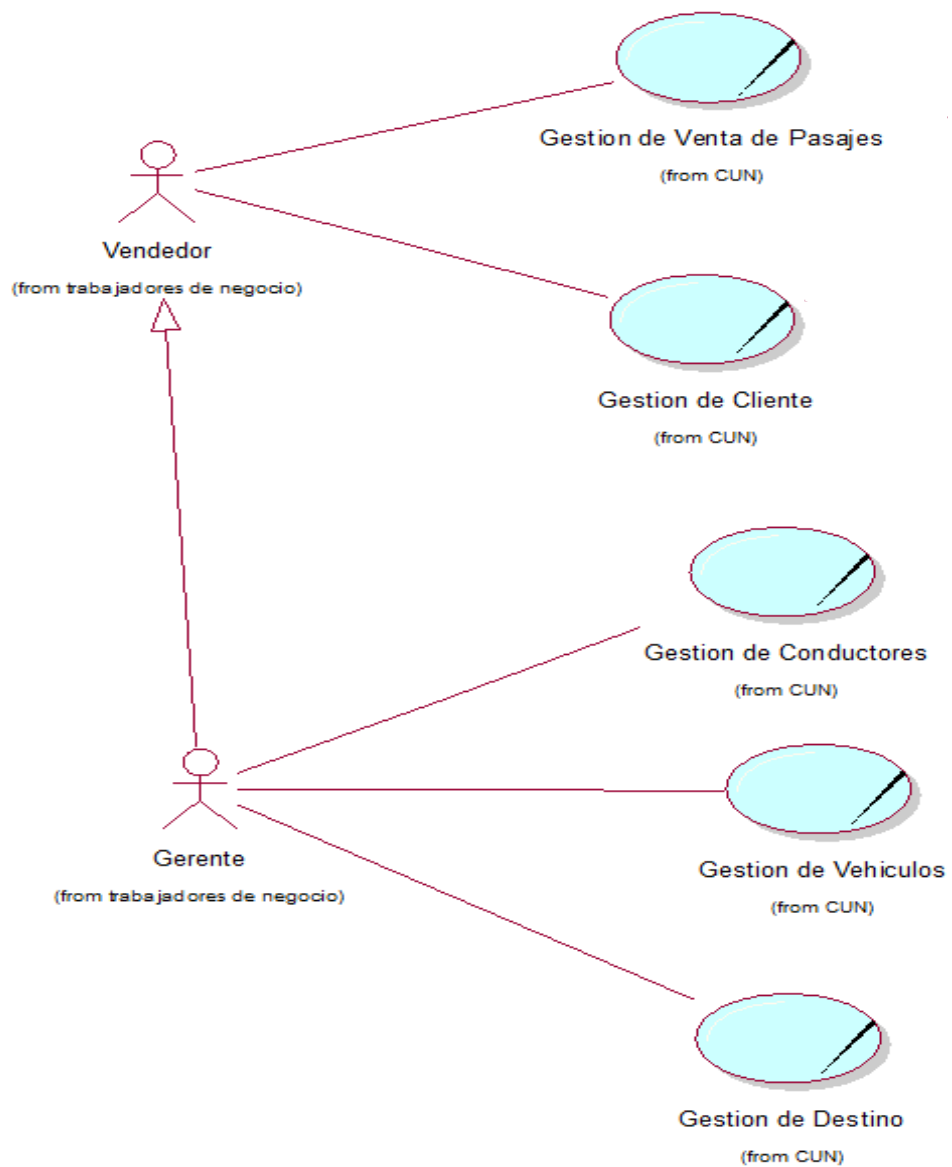 Gestion de Venta de Pasajes
(from CUN)
Vendedor
(from trabajadores de negocio)
Gestion de Cliente
(from CUN)
Gestion de Conductores
(from CUN)
Gerente
(from trabajadores de negocio)
Gestion de Vehiculos
(from CUN)
Gestion de Destino
(from CUN)